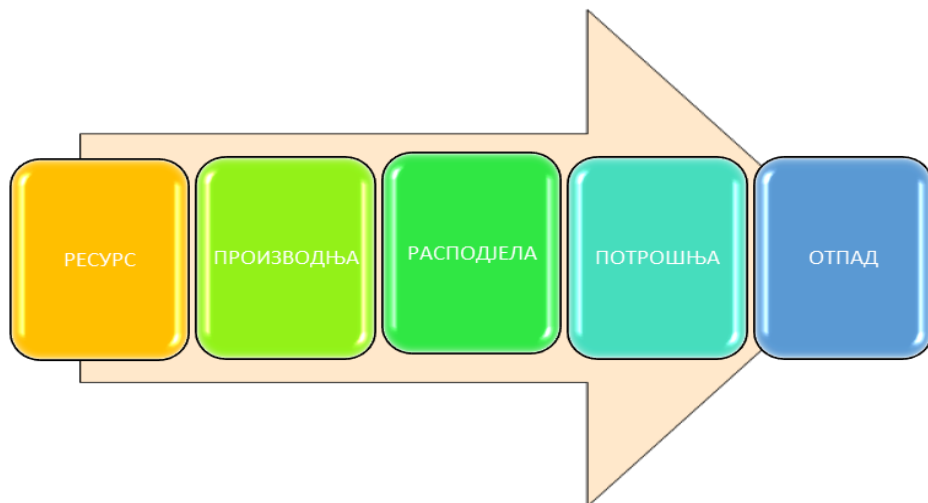 РЕСУРС
ПРОИЗВОДЊА
РАСПОДЈЕЛА
ПОТРОШЊА
ОТПАД